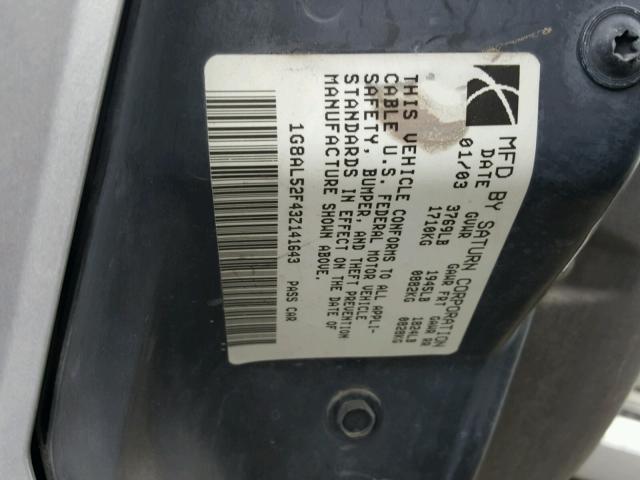 MFD BY SATURN CORPORATION
DATE GVWR GAWR FRT GAWR RR
01/03 3769LB 1945LB 1824LB
1710KG 0882KG 0828KG
THIS VEHICLE CONFORMS TO ALL APPLI-
CABLE U.S. FEDERAL MOTOR VEHICLE
SAFETY, BUMPER, AND THEFT PREVENTION
STANDARDS IN EFFECT ON THE DATE OF
MANUFACTURE SHOWN ABOVE.
1G8AL52F43Z141643 PASS CAR